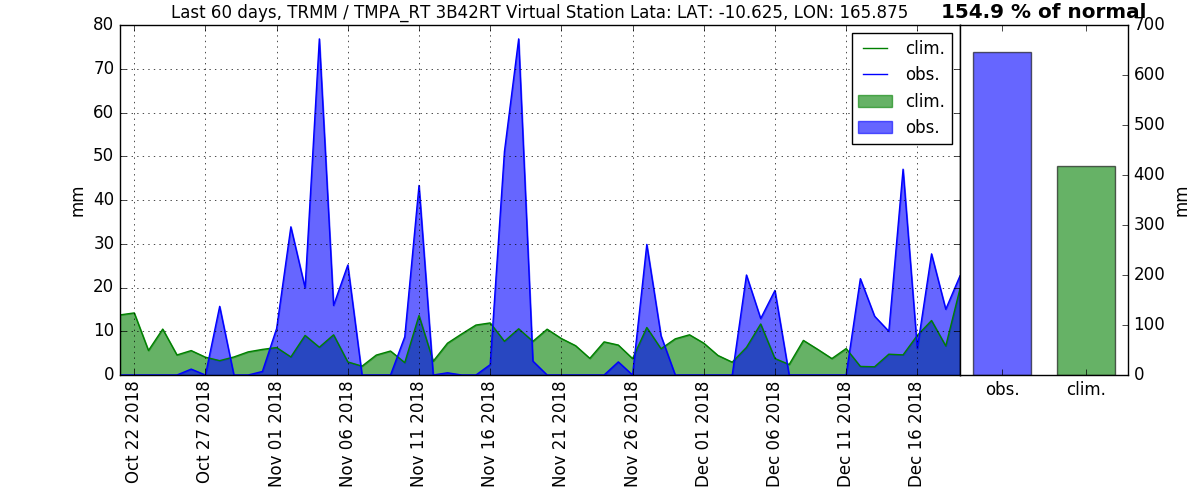 Last 60 days, TRMM / TMPA_RT 3B42RT Virtual Station Lata: LAT: -10.625, LON: 165.875
154.9 % of normal
80
70
60
50
40
30
20
10
0
mm
clim.
obs.
clim.
obs.
700
600
500
400
300
200
100
0
mm
obs.
clim.
Oct 22 2018
Oct 27 2018
Nov 01 2018
Nov 06 2018
Nov 11 2018
Nov 16 2018
Nov 21 2018
Nov 26 2018
Dec 01 2018
Dec 06 2018
Dec 11 2018
Dec 16 2018